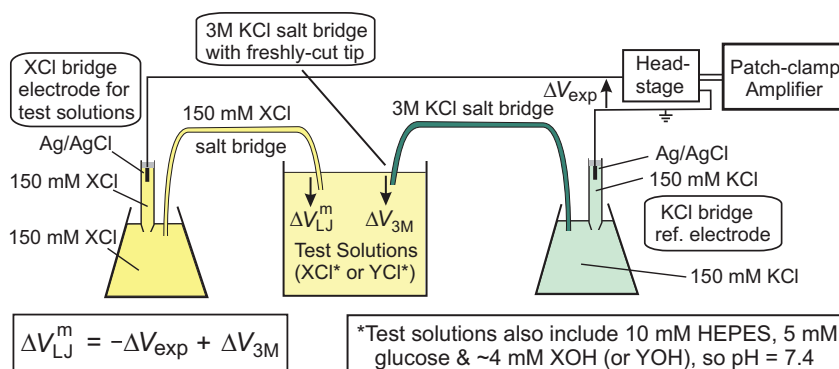 3M KCl salt bridge
with freshly-cut tip
XCl bridge
electrode for
test solutions
Head-
stage
Patch-clamp
Amplifier
ΔVexp
150 mM XCl
salt bridge
3M KCl salt bridge
Ag/AgCl
150 mM XCl
150 mM XCl
ΔVLJm
ΔV3M
Test Solutions
(XCl* or YCl*)
Ag/AgCl
150 mM KCl
KCl bridge
ref. electrode
150 mM KCl
ΔVLJm = −ΔVexp + ΔV3M
*Test solutions also include 10 mM HEPES, 5 mM
glucose & ~4 mM XOH (or YOH), so pH = 7.4